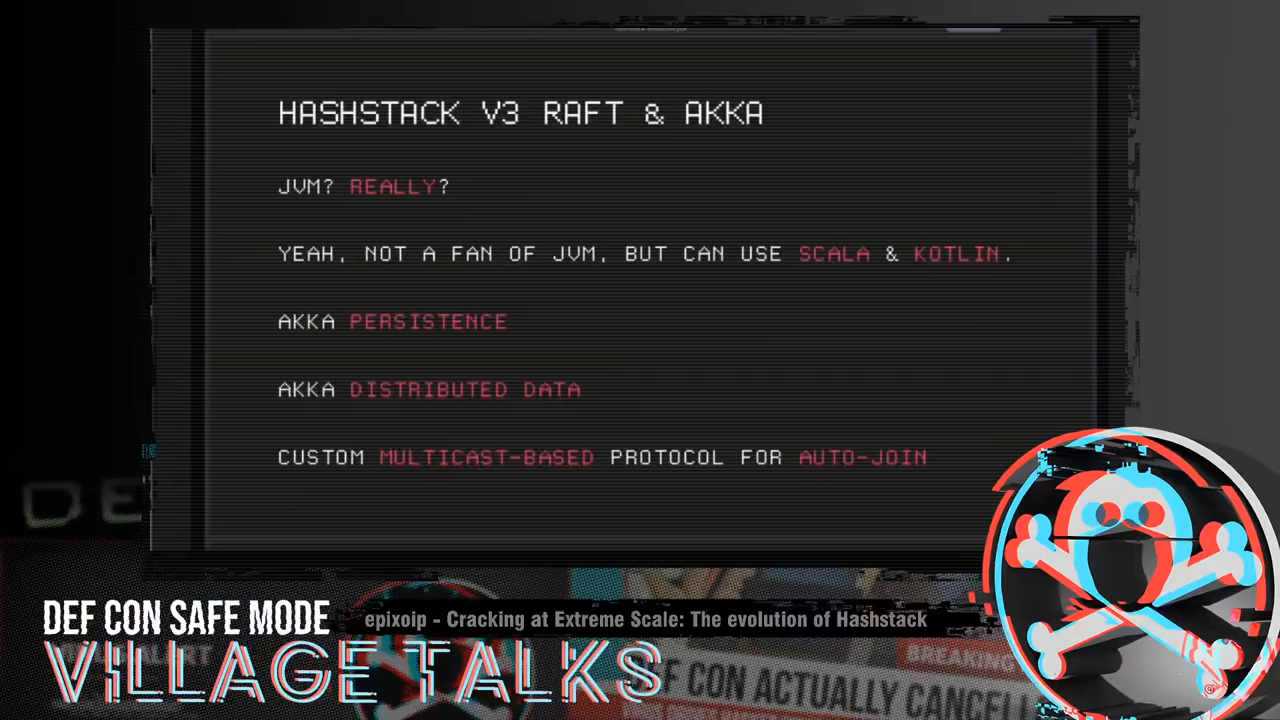 HASHSTACK V3 RAFT & AKKA
JVM? REALLY?
YEAH, NOT A FAN OF JVM, BUT CAN USE SCALA & KOTLIN.
AKKA PERSISTENCE
AKKA DISTRIBUTED DATA
CUSTOM MULTICAST-BASED PROTOCOL FOR AUTO-JOIN
DE
DEF CON SAFE MODE
epixoip - Cracking at Extreme Scale: The evolution of Hashstack
VILLAGE TALKS
BREAKING
F CON ACTUALLY CANCELL